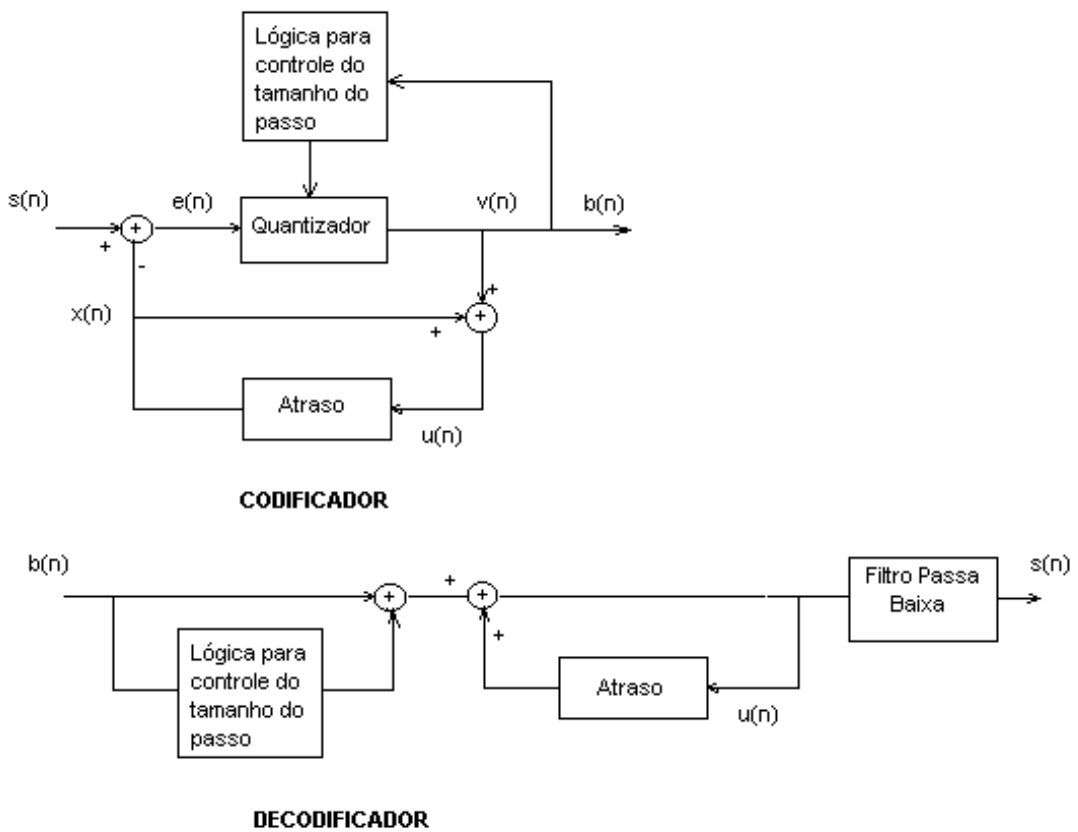 Lógica para
controle do
tamanho do
passo
s(n)
e(n)
Quantizador
v(n)
b(n)
+
+
-
+
x(n)
+
+
Atraso
u(n)
CODIFICADOR
b(n)
+
+
+
Filtro Passa
Baixa
s(n)
+
Lógica para
controle do
tamanho do
passo
Atraso
u(n)
DECODIFICADOR